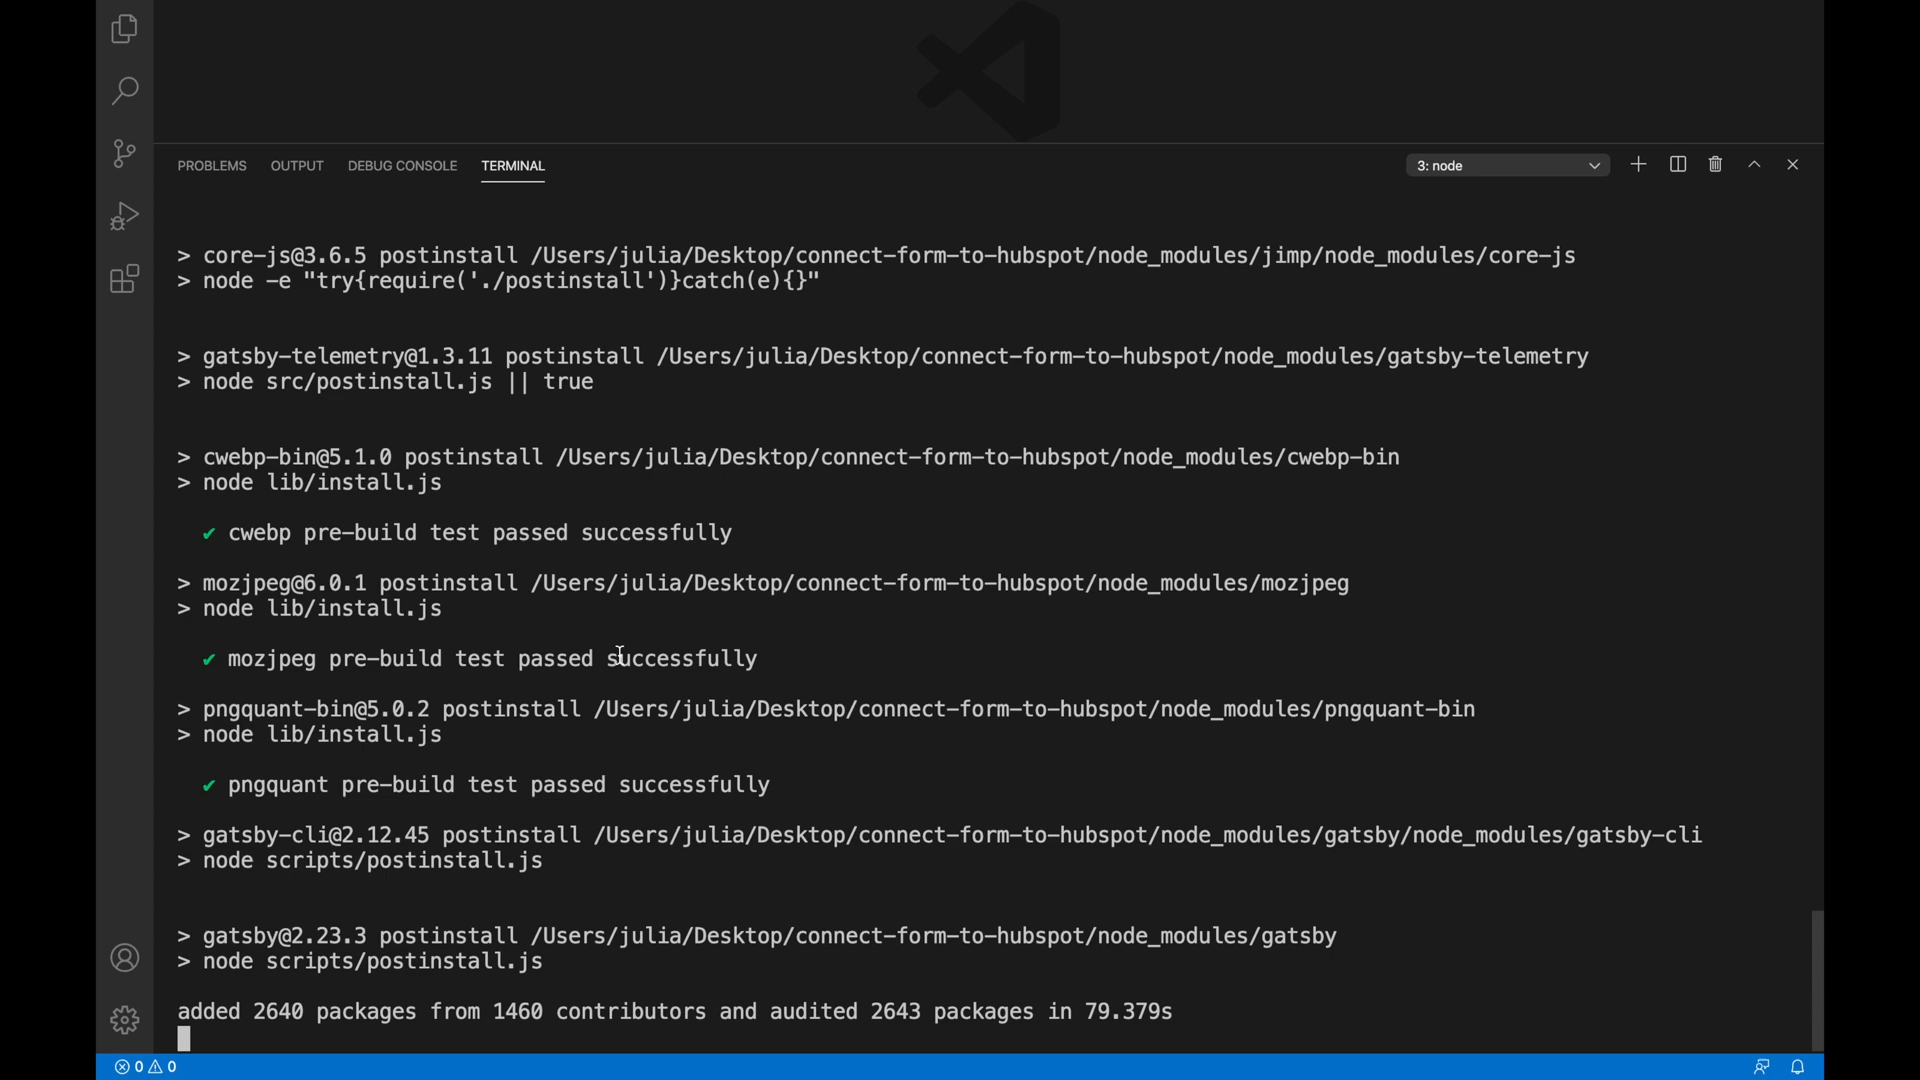 PROBLEMS OUTPUT DEBUG CONSOLE TERMINAL 3: node
> core-js@3.6.5 postinstall /Users/julia/Desktop/connect-form-to-hubspot/node_modules/jimp/node_modules/core-js
> node -e "try{require('./postinstall')}catch(e){}"
> gatsby-telemetry@1.3.11 postinstall /Users/julia/Desktop/connect-form-to-hubspot/node_modules/gatsby-telemetry
> node src/postinstall.js || true
> cwebp-bin@5.1.0 postinstall /Users/julia/Desktop/connect-form-to-hubspot/node_modules/cwebp-bin
> node lib/install.js
✔ cwebp pre-build test passed successfully
> mozjpeg@6.0.1 postinstall /Users/julia/Desktop/connect-form-to-hubspot/node_modules/mozjpeg
> node lib/install.js
✔ mozjpeg pre-build test passed successfully
> pngquant-bin@5.0.2 postinstall /Users/julia/Desktop/connect-form-to-hubspot/node_modules/pngquant-bin
> node lib/install.js
✔ pngquant pre-build test passed successfully
> gatsby-cli@2.12.45 postinstall /Users/julia/Desktop/connect-form-to-hubspot/node_modules/gatsby/node_modules/gatsby-cli
> node scripts/postinstall.js
> gatsby@2.23.3 postinstall /Users/julia/Desktop/connect-form-to-hubspot/node_modules/gatsby
> node scripts/postinstall.js
added 2640 packages from 1460 contributors and audited 2643 packages in 79.379s
0 0